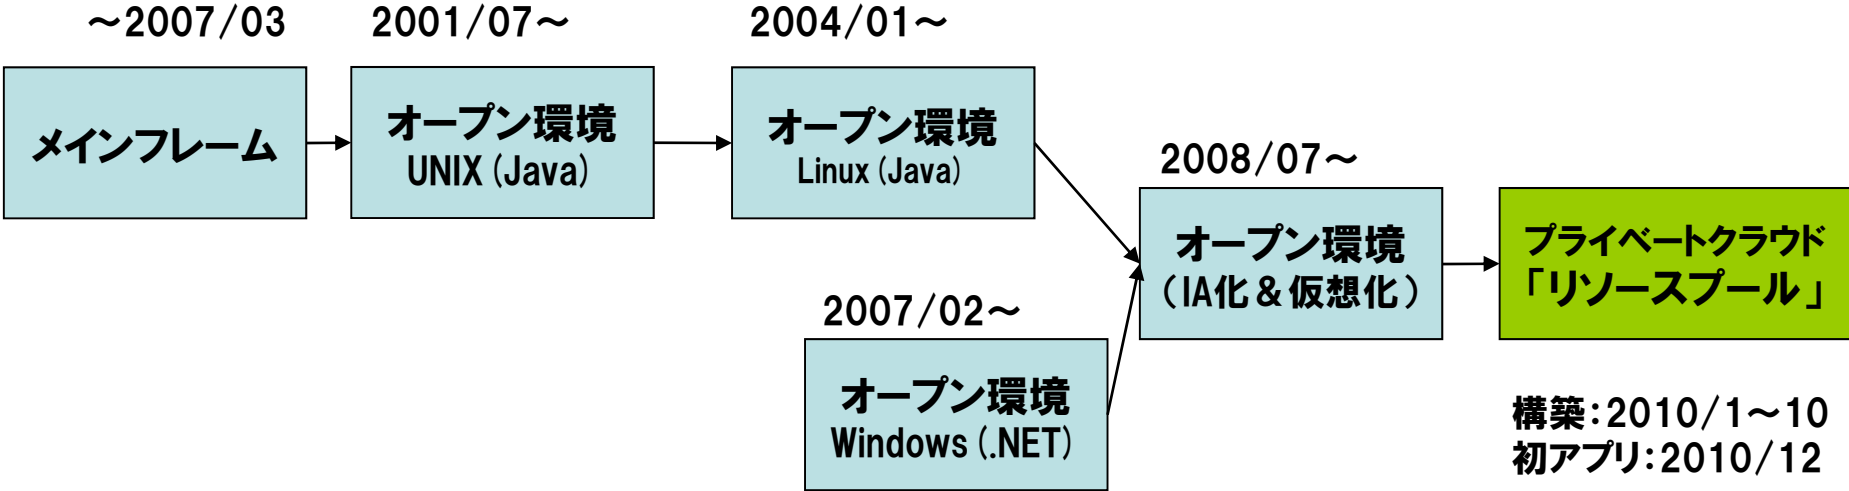 ～2007/03
メインフレーム
2001/07～
オープン環境
UNIX(Java)
2004/01～
オープン環境
Linux(Java)
2007/02～
オープン環境
Windows(.NET)
2008/07～
オープン環境
（IA化＆仮想化）
プライベートクラウド
「リソースプール」
構築：2010/1～10
初アプリ：2010/12